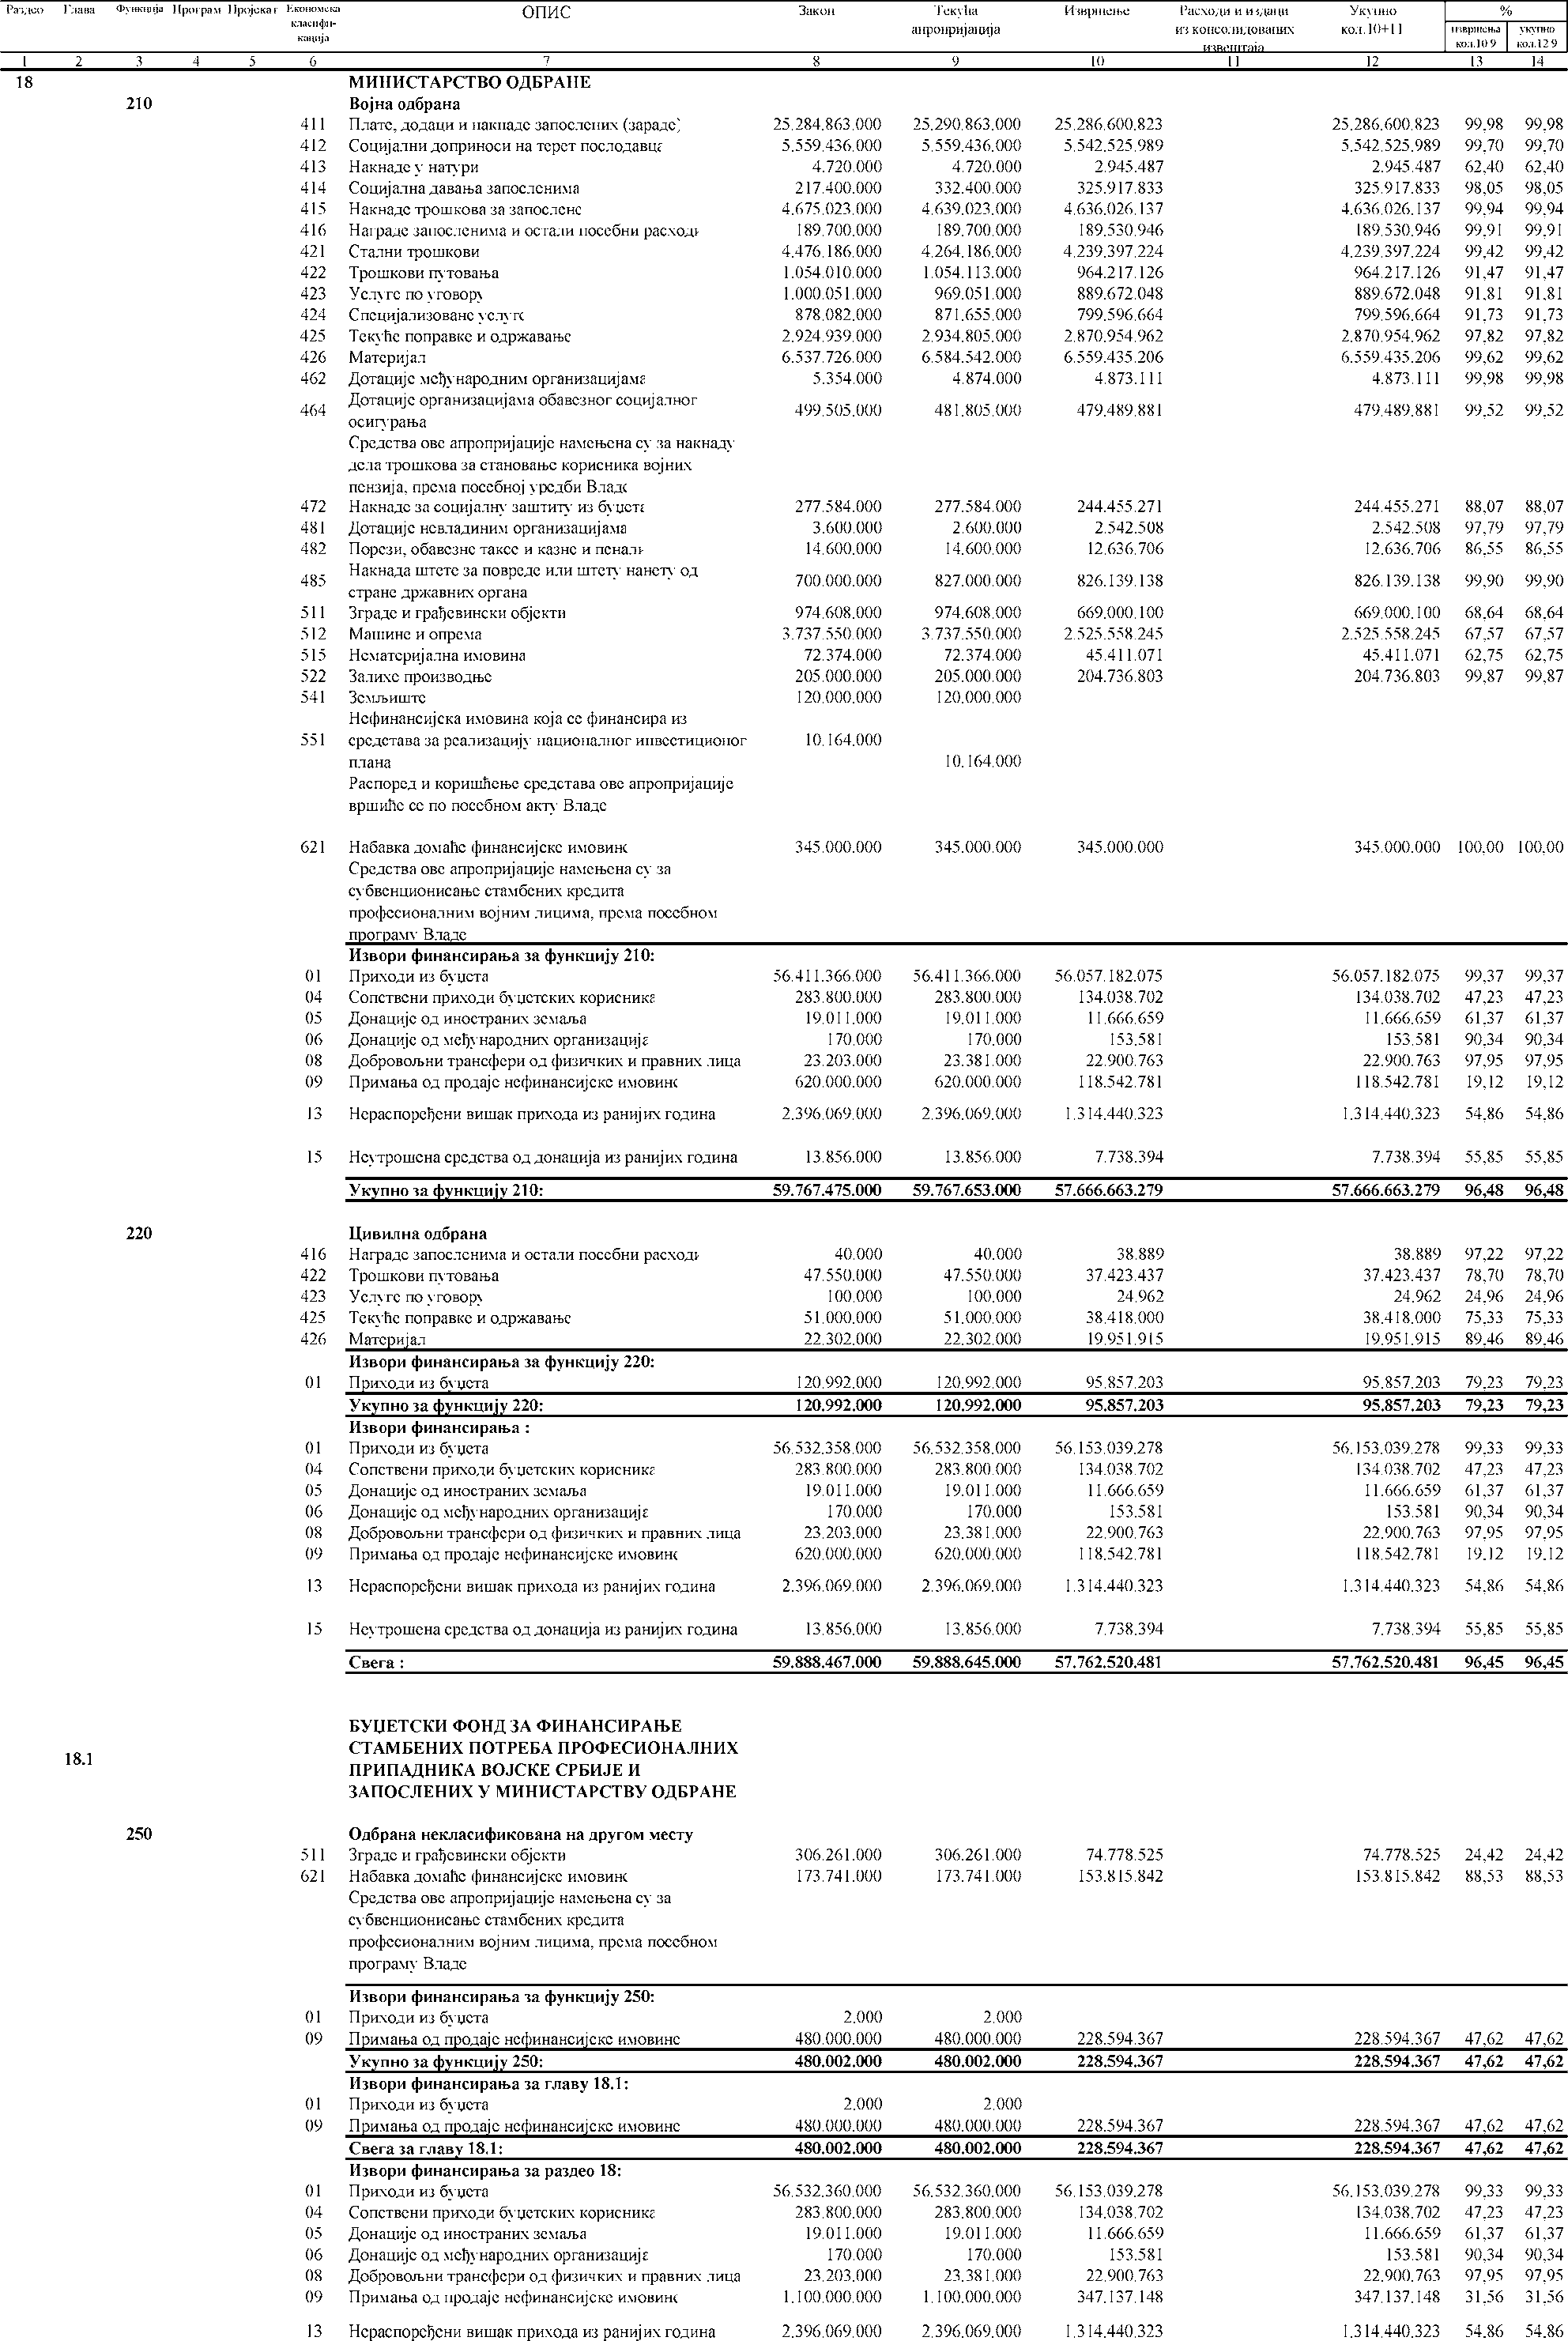 Раздео Глава Функција Програм Пројекат Економска класифи- кација ОПИС Закон Текућа апропријација Извршење Расходи и издаци из консолидованих извештаја Укупно кол.10+11 % извршења кол.10 9 укупно кол.12 9
1 2 3 4 5 6 7 8 9 10 11 12 13 14
18 МИНИСТАРСТВО ОДБРАНЕ
210 Војна одбрана
411 Плате, додаци и накнаде запослених (зараде) 25.284.863.000 25.290.863.000 25.286.600.823 25.286.600.823 99,98 99,98
412 Социјални доприноси на терет послодавца 5.559.436.000 5.559.436.000 5.542.525.989 5.542.525.989 99,70 99,70
413 Накнаде у натури 4.720.000 4.720.000 2.945.487 2.945.487 62,40 62,40
414 Социјална давања запосленима 217.400.000 332.400.000 325.917.833 325.917.833 98,05 98,05
415 Накнаде трошкова за запослене 4.675.023.000 4.639.023.000 4.636.026.137 4.636.026.137 99,94 99,94
416 Награде запосленима и остали посебни расходи 189.700.000 189.700.000 189.530.946 189.530.946 99,91 99,91
421 Стални трошкови 4.476.186.000 4.264.186.000 4.239.397.224 4.239.397.224 99,42 99,42
422 Трошкови путовања 1.054.010.000 1.054.113.000 964.217.126 964.217.126 91,47 91,47
423 Услуге по уговору 1.000.051.000 969.051.000 889.672.048 889.672.048 91,81 91,81
424 Специјализоване услуге 878.082.000 871.655.000 799.596.664 799.596.664 91,73 91,73
425 Текуће поправке и одржавање 2.924.939.000 2.934.805.000 2.870.954.962 2.870.954.962 97,82 97,82
426 Материјал 6.537.726.000 6.584.542.000 6.559.435.206 6.559.435.206 99,62 99,62
462 Дотације међународним организацијама 5.354.000 4.874.000 4.873.111 4.873.111 99,98 99,98
464 Дотације организацијама обавезног социјалног
осигурања 499.505.000 481.805.000 479.489.881 479.489.881 99,52 99,52
Средства ове апропријације намењена су за накнаду
дела трошкова за становање корисника војних
пензија, према посебној уредби Владе
472 Накнаде за социјалну заштиту из буџета 277.584.000 277.584.000 244.455.271 244.455.271 88,07 88,07
481 Дотације невладиним организацијама 3.600.000 2.600.000 2.542.508 2.542.508 97,79 97,79
482 Порези, обавезне таксе и казне и пенали 14.600.000 14.600.000 12.636.706 12.636.706 86,55 86,55
485 Накнада штете за повреде или штету нанету од
стране државних органа 700.000.000 827.000.000 826.139.138 826.139.138 99,90 99,90
511 Зграде и грађевински објекти 974.608.000 974.608.000 669.000.100 669.000.100 68,64 68,64
512 Машине и опрема 3.737.550.000 3.737.550.000 2.525.558.245 2.525.558.245 67,57 67,57
515 Нематеријална имовина 72.374.000 72.374.000 45.411.071 45.411.071 62,75 62,75
522 Залихе производње 205.000.000 205.000.000 204.736.803 204.736.803 99,87 99,87
541 Земљиште 120.000.000 120.000.000
Нефинансијска имовина која се финансира из
551 средстава за реализацију националног инвестиционог 10.164.000
плана 10.164.000
Распоред и коришћење средстава ове апропријације
вршиће се по посебном акту Владе
621 Набавка домаће финансијске имовине 345.000.000 345.000.000 345.000.000 345.000.000 100,00 100,00
Средства ове апропријације намењена су за
субвенционисање стамбених кредита
професионалним војним лицима, према посебном
програму Владе
Извори финансирања за функцију 210:
01 Приходи из буџета 56.411.366.000 56.411.366.000 56.057.182.075 56.057.182.075 99,37 99,37
04 Сопствени приходи буџетских корисника 283.800.000 283.800.000 134.038.702 134.038.702 47,23 47,23
05 Донације од иностраних земаља 19.011.000 19.011.000 11.666.659 11.666.659 61,37 61,37
06 Донације од међународних организација 170.000 170.000 153.581 153.581 90,34 90,34
08 Добровољни трансфери од физичких и правних лица 23.203.000 23.381.000 22.900.763 22.900.763 97,95 97,95
09 Примања од продаје нефинансијске имовине 620.000.000 620.000.000 118.542.781 118.542.781 19,12 19,12
13 Нераспоређени вишак прихода из ранијих година 2.396.069.000 2.396.069.000 1.314.440.323 1.314.440.323 54,86 54,86
15 Неутрошена средства од донација из ранијих година 13.856.000 13.856.000 7.738.394 7.738.394 55,85 55,85
Укупно за функцију 210: 59.767.475.000 59.767.653.000 57.666.663.279 57.666.663.279 96,48 96,48
220 Цивилна одбрана
416 Награде запосленима и остали посебни расходи 40.000 40.000 38.889 38.889 97,22 97,22
422 Трошкови путовања 47.550.000 47.550.000 37.423.437 37.423.437 78,70 78,70
423 Услуге по уговору 100.000 100.000 24.962 24.962 24,96 24,96
425 Текуће поправке и одржавање 51.000.000 51.000.000 38.418.000 38.418.000 75,33 75,33
426 Материјал 22.302.000 22.302.000 19.951.915 19.951.915 89,46 89,46
Извори финансирања за функцију 220:
01 Приходи из буџета 120.992.000 120.992.000 95.857.203 95.857.203 79,23 79,23
Укупно за функцију 220: 120.992.000 120.992.000 95.857.203 95.857.203 79,23 79,23
Извори финансирања :
01 Приходи из буџета 56.532.358.000 56.532.358.000 56.153.039.278 56.153.039.278 99,33 99,33
04 Сопствени приходи буџетских корисника 283.800.000 283.800.000 134.038.702 134.038.702 47,23 47,23
05 Донације од иностраних земаља 19.011.000 19.011.000 11.666.659 11.666.659 61,37 61,37
06 Донације од међународних организација 170.000 170.000 153.581 153.581 90,34 90,34
08 Добровољни трансфери од физичких и правних лица 23.203.000 23.381.000 22.900.763 22.900.763 97,95 97,95
09 Примања од продаје нефинансијске имовине 620.000.000 620.000.000 118.542.781 118.542.781 19,12 19,12
13 Нераспоређени вишак прихода из ранијих година 2.396.069.000 2.396.069.000 1.314.440.323 1.314.440.323 54,86 54,86
15 Неутрошена средства од донација из ранијих година 13.856.000 13.856.000 7.738.394 7.738.394 55,85 55,85
Свега : 59.888.467.000 59.888.645.000 57.762.520.481 57.762.520.481 96,45 96,45
БУЏЕТСКИ ФОНД ЗА ФИНАНСИРАЊЕ
СТАМБЕНИХ ПОТРЕБА ПРОФЕСИОНАЛНИХ
18.1 ПРИПАДНИКА ВОЈСКЕ СРБИЈЕ И
ЗАПОСЛЕНИХ У МИНИСТАРСТВУ ОДБРАНЕ
250 Одбрана некласификована на другом месту
511 Зграде и грађевински објекти 306.261.000 306.261.000 74.778.525 74.778.525 24,42 24,42
621 Набавка домаће финансијске имовине 173.741.000 173.741.000 153.815.842 153.815.842 88,53 88,53
Средства ове апропријације намењена су за
субвенционисање стамбених кредита
професионалним војним лицима, према посебном
програму Владе
Извори финансирања за функцију 250:
01 Приходи из буџета 2.000 2.000
09 Примања од продаје нефинансијске имовине 480.000.000 480.000.000 228.594.367 228.594.367 47,62 47,62
Укупно за функцију 250: 480.002.000 480.002.000 228.594.367 228.594.367 47,62 47,62
Извори финансирања за главу 18.1:
01 Приходи из буџета 2.000 2.000
09 Примања од продаје нефинансијске имовине 480.000.000 480.000.000 228.594.367 228.594.367 47,62 47,62
Свега за главу 18.1: 480.002.000 480.002.000 228.594.367 228.594.367 47,62 47,62
Извори финансирања за раздео 18:
01 Приходи из буџета 56.532.360.000 56.532.360.000 56.153.039.278 56.153.039.278 99,33 99,33
04 Сопствени приходи буџетских корисника 283.800.000 283.800.000 134.038.702 134.038.702 47,23 47,23
05 Донације од иностраних земаља 19.011.000 19.011.000 11.666.659 11.666.659 61,37 61,37
06 Донације од међународних организација 170.000 170.000 153.581 153.581 90,34 90,34
08 Добровољни трансфери од физичких и правних лица 23.203.000 23.381.000 22.900.763 22.900.763 97,95 97,95
09 Примања од продаје нефинансијске имовине 1.100.000.000 1.100.000.000 347.137.148 347.137.148 31,56 31,56
13 Нераспоређени вишак прихода из ранијих година 2.396.069.000 2.396.069.000 1.314.440.323 1.314.440.323 54,86 54,86